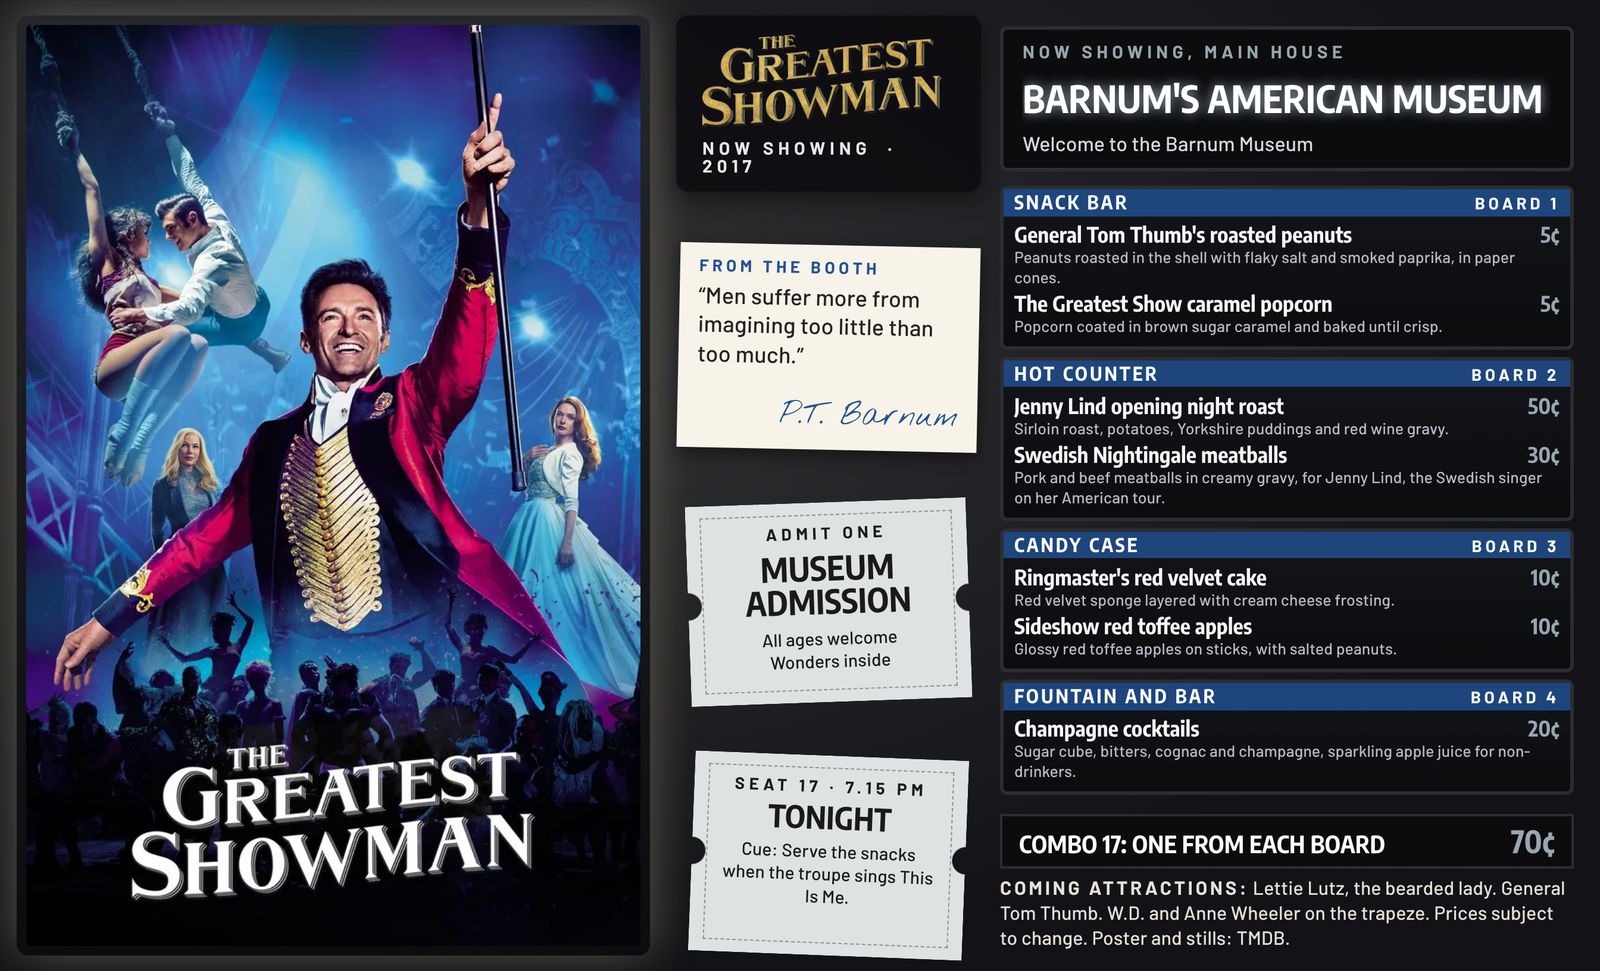 THE
GREATEST
SHOWMAN
THE
GREATEST
SHOWMAN
NOW SHOWING ·
2017
FROM THE BOOTH
“Men suffer more from
imagining too little than
too much.”
P.T. Barnum
ADMIT ONE
MUSEUM
ADMISSION
All ages welcome
Wonders inside
SEAT 17 · 7.15 PM
TONIGHT
Cue: Serve the snacks
when the troupe sings This
Is Me.
NOW SHOWING, MAIN HOUSE
BARNUM'S AMERICAN MUSEUM
Welcome to the Barnum Museum
SNACK BAR BOARD 1
General Tom Thumb's roasted peanuts 5¢
Peanuts roasted in the shell with flaky salt and smoked paprika, in paper
cones.
The Greatest Show caramel popcorn 5¢
Popcorn coated in brown sugar caramel and baked until crisp.
HOT COUNTER BOARD 2
Jenny Lind opening night roast 50¢
Sirloin roast, potatoes, Yorkshire puddings and red wine gravy.
Swedish Nightingale meatballs 30¢
Pork and beef meatballs in creamy gravy, for Jenny Lind, the Swedish singer
on her American tour.
CANDY CASE BOARD 3
Ringmaster's red velvet cake 10¢
Red velvet sponge layered with cream cheese frosting.
Sideshow red toffee apples 10¢
Glossy red toffee apples on sticks, with salted peanuts.
FOUNTAIN AND BAR BOARD 4
Champagne cocktails 20¢
Sugar cube, bitters, cognac and champagne, sparkling apple juice for non-
drinkers.
COMBO 17: ONE FROM EACH BOARD 70¢
COMING ATTRACTIONS: Lettie Lutz, the bearded lady. General
Tom Thumb. W.D. and Anne Wheeler on the trapeze. Prices subject
to change. Poster and stills: TMDB.